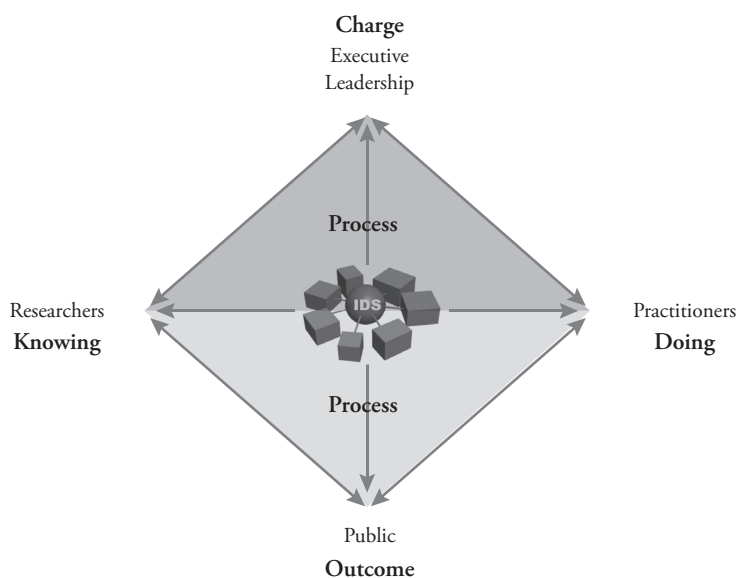 Charge
Executive
Leadership
Process
IDS
Researchers
Knowing
Practitioners
Doing
Process
Public
Outcome